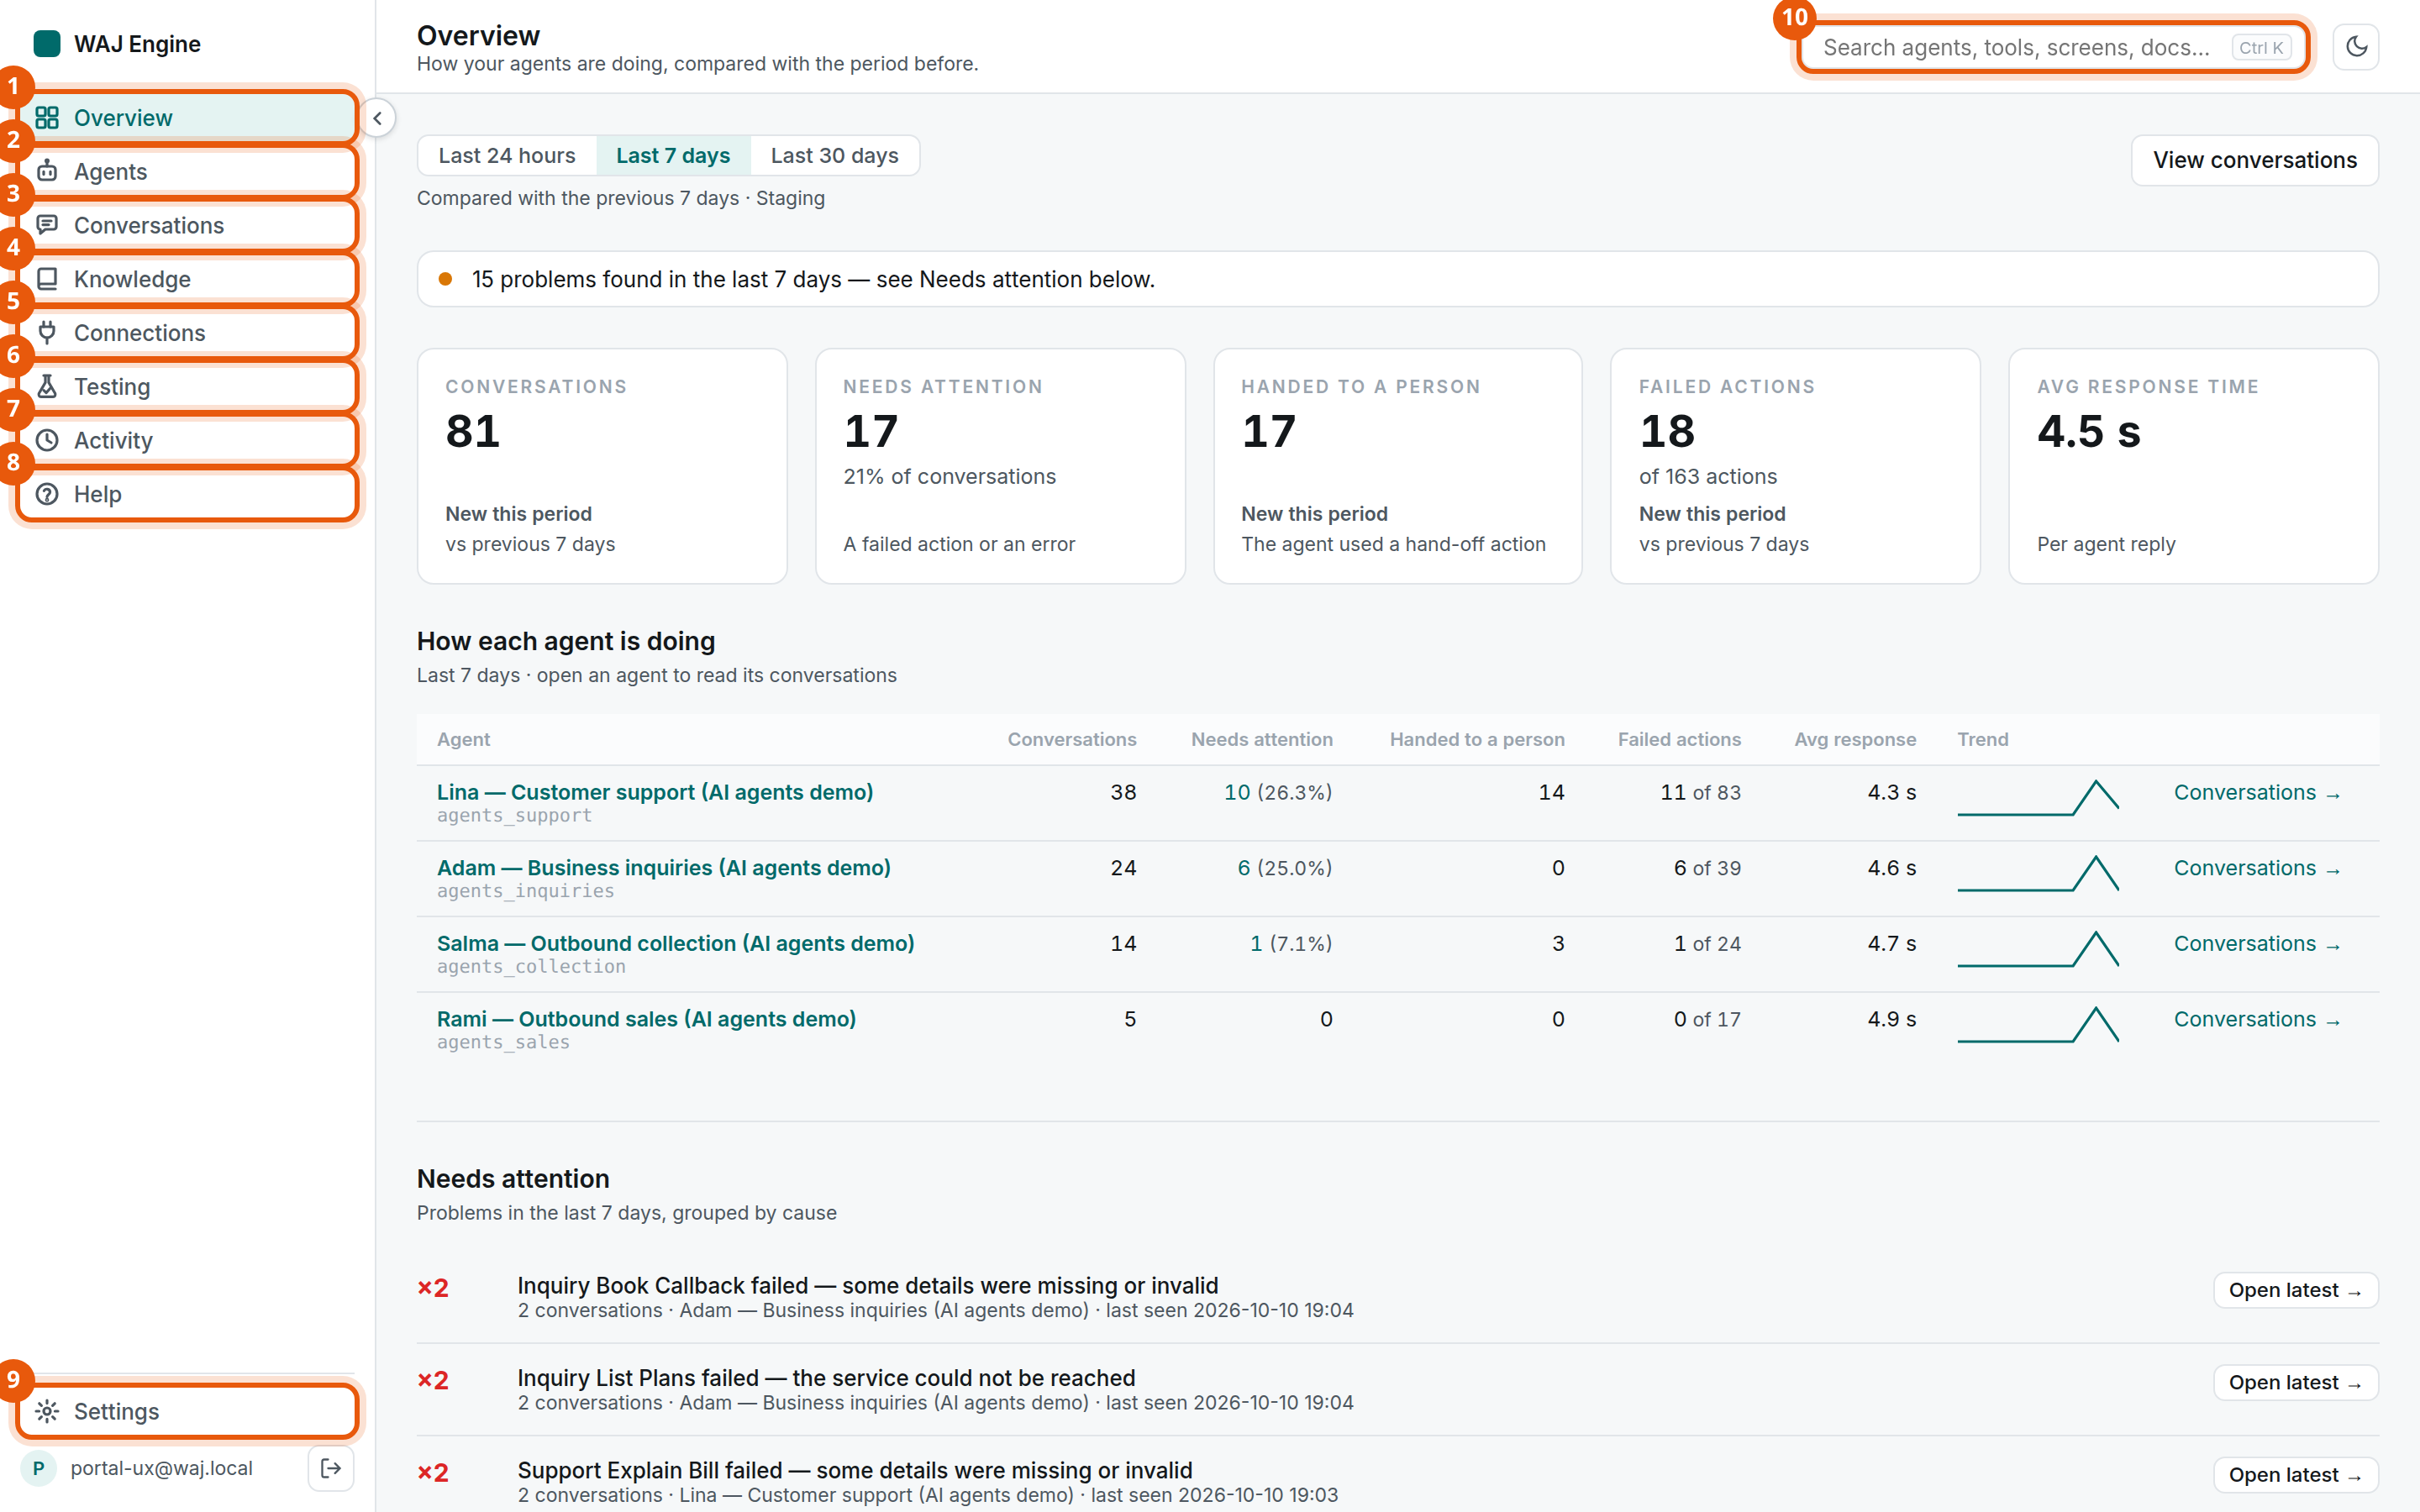 WAJ Engine
1
Overview
2
Agents
3
Conversations
4
Knowledge
5
Connections
6
Testing
7
Activity
8
Help
9
Settings
P
portal-ux@waj.local
Overview
How your agents are doing, compared with the period before.
10
Search agents, tools, screens, docs... Ctrl K
Last 24 hours Last 7 days Last 30 days
View conversations
Compared with the previous 7 days · Staging
15 problems found in the last 7 days — see Needs attention below.
CONVERSATIONS
81
New this period
vs previous 7 days
NEEDS ATTENTION
17
21% of conversations
A failed action or an error
HANDED TO A PERSON
17
New this period
The agent used a hand-off action
FAILED ACTIONS
18
of 163 actions
New this period
vs previous 7 days
AVG RESPONSE TIME
4.5 s
Per agent reply
How each agent is doing
Last 7 days · open an agent to read its conversations
Agent Conversations Needs attention Handed to a person Failed actions Avg response Trend
Lina — Customer support (AI agents demo) 38 10 (26.3%) 14 11 of 83 4.3 s Conversations →
agents_support
Adam — Business inquiries (AI agents demo) 24 6 (25.0%) 0 6 of 39 4.6 s Conversations →
agents_inquiries
Salma — Outbound collection (AI agents demo) 14 1 (7.1%) 3 1 of 24 4.7 s Conversations →
agents_collection
Rami — Outbound sales (AI agents demo) 5 0 0 0 of 17 4.9 s Conversations →
agents_sales
Needs attention
Problems in the last 7 days, grouped by cause
×2 Inquiry Book Callback failed — some details were missing or invalid Open latest →
2 conversations · Adam — Business inquiries (AI agents demo) · last seen 2026-10-10 19:04
×2 Inquiry List Plans failed — the service could not be reached Open latest →
2 conversations · Adam — Business inquiries (AI agents demo) · last seen 2026-10-10 19:04
×2 Support Explain Bill failed — some details were missing or invalid Open latest →
2 conversations · Lina — Customer support (AI agents demo) · last seen 2026-10-10 19:03